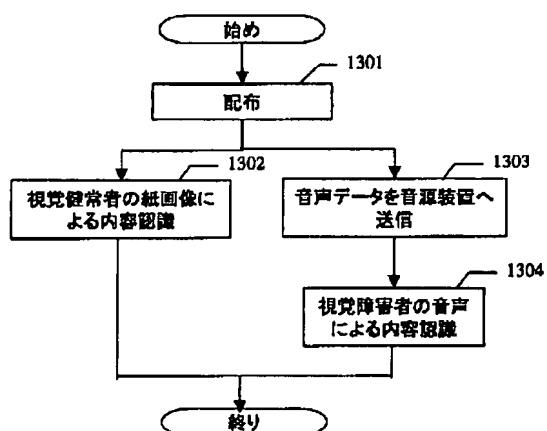 始め
1301
配布
1302
視覚健常者の紙画像に
よる内容認識
1303
音声データを音源装置へ
送信
1304
視覚障害者の音声
による内容認識
終り